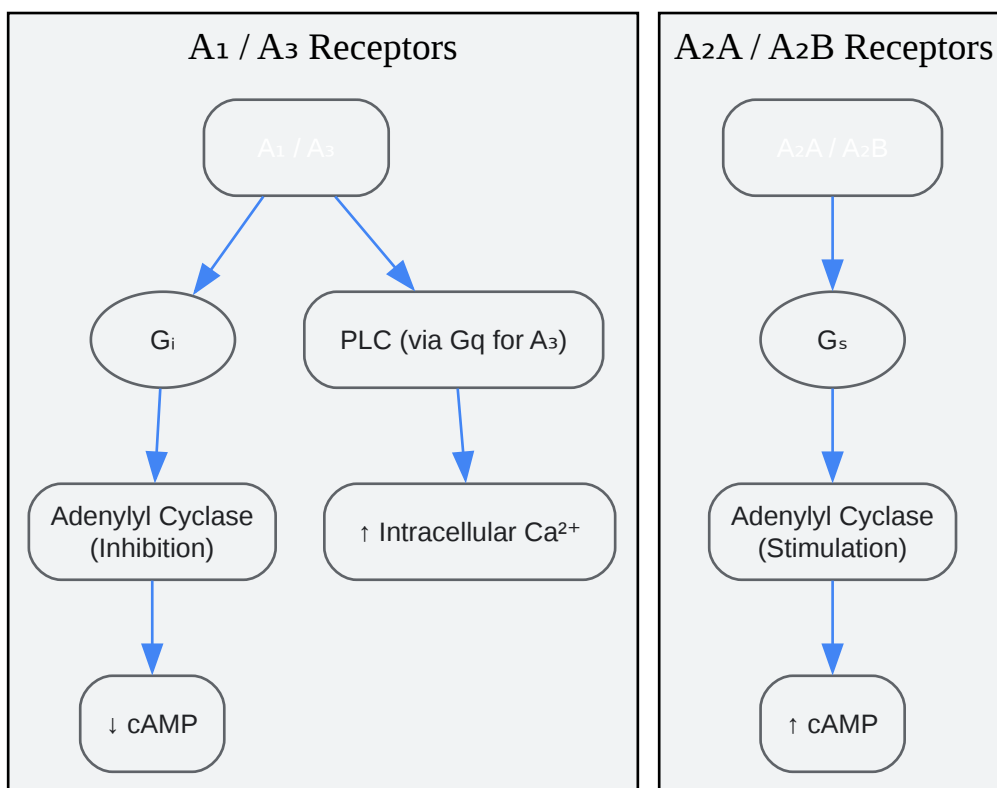 A₁ / A₃ Receptors
A₁ / A₃
Gᵢ
PLC (via Gq for A₃)
Adenylyl Cyclase
(Inhibition)
↑ Intracellular Ca²⁺
↓ cAMP
A₂A / A₂B Receptors
A₂A / A₂B
Gₛ
Adenylyl Cyclase
(Stimulation)
↑ cAMP